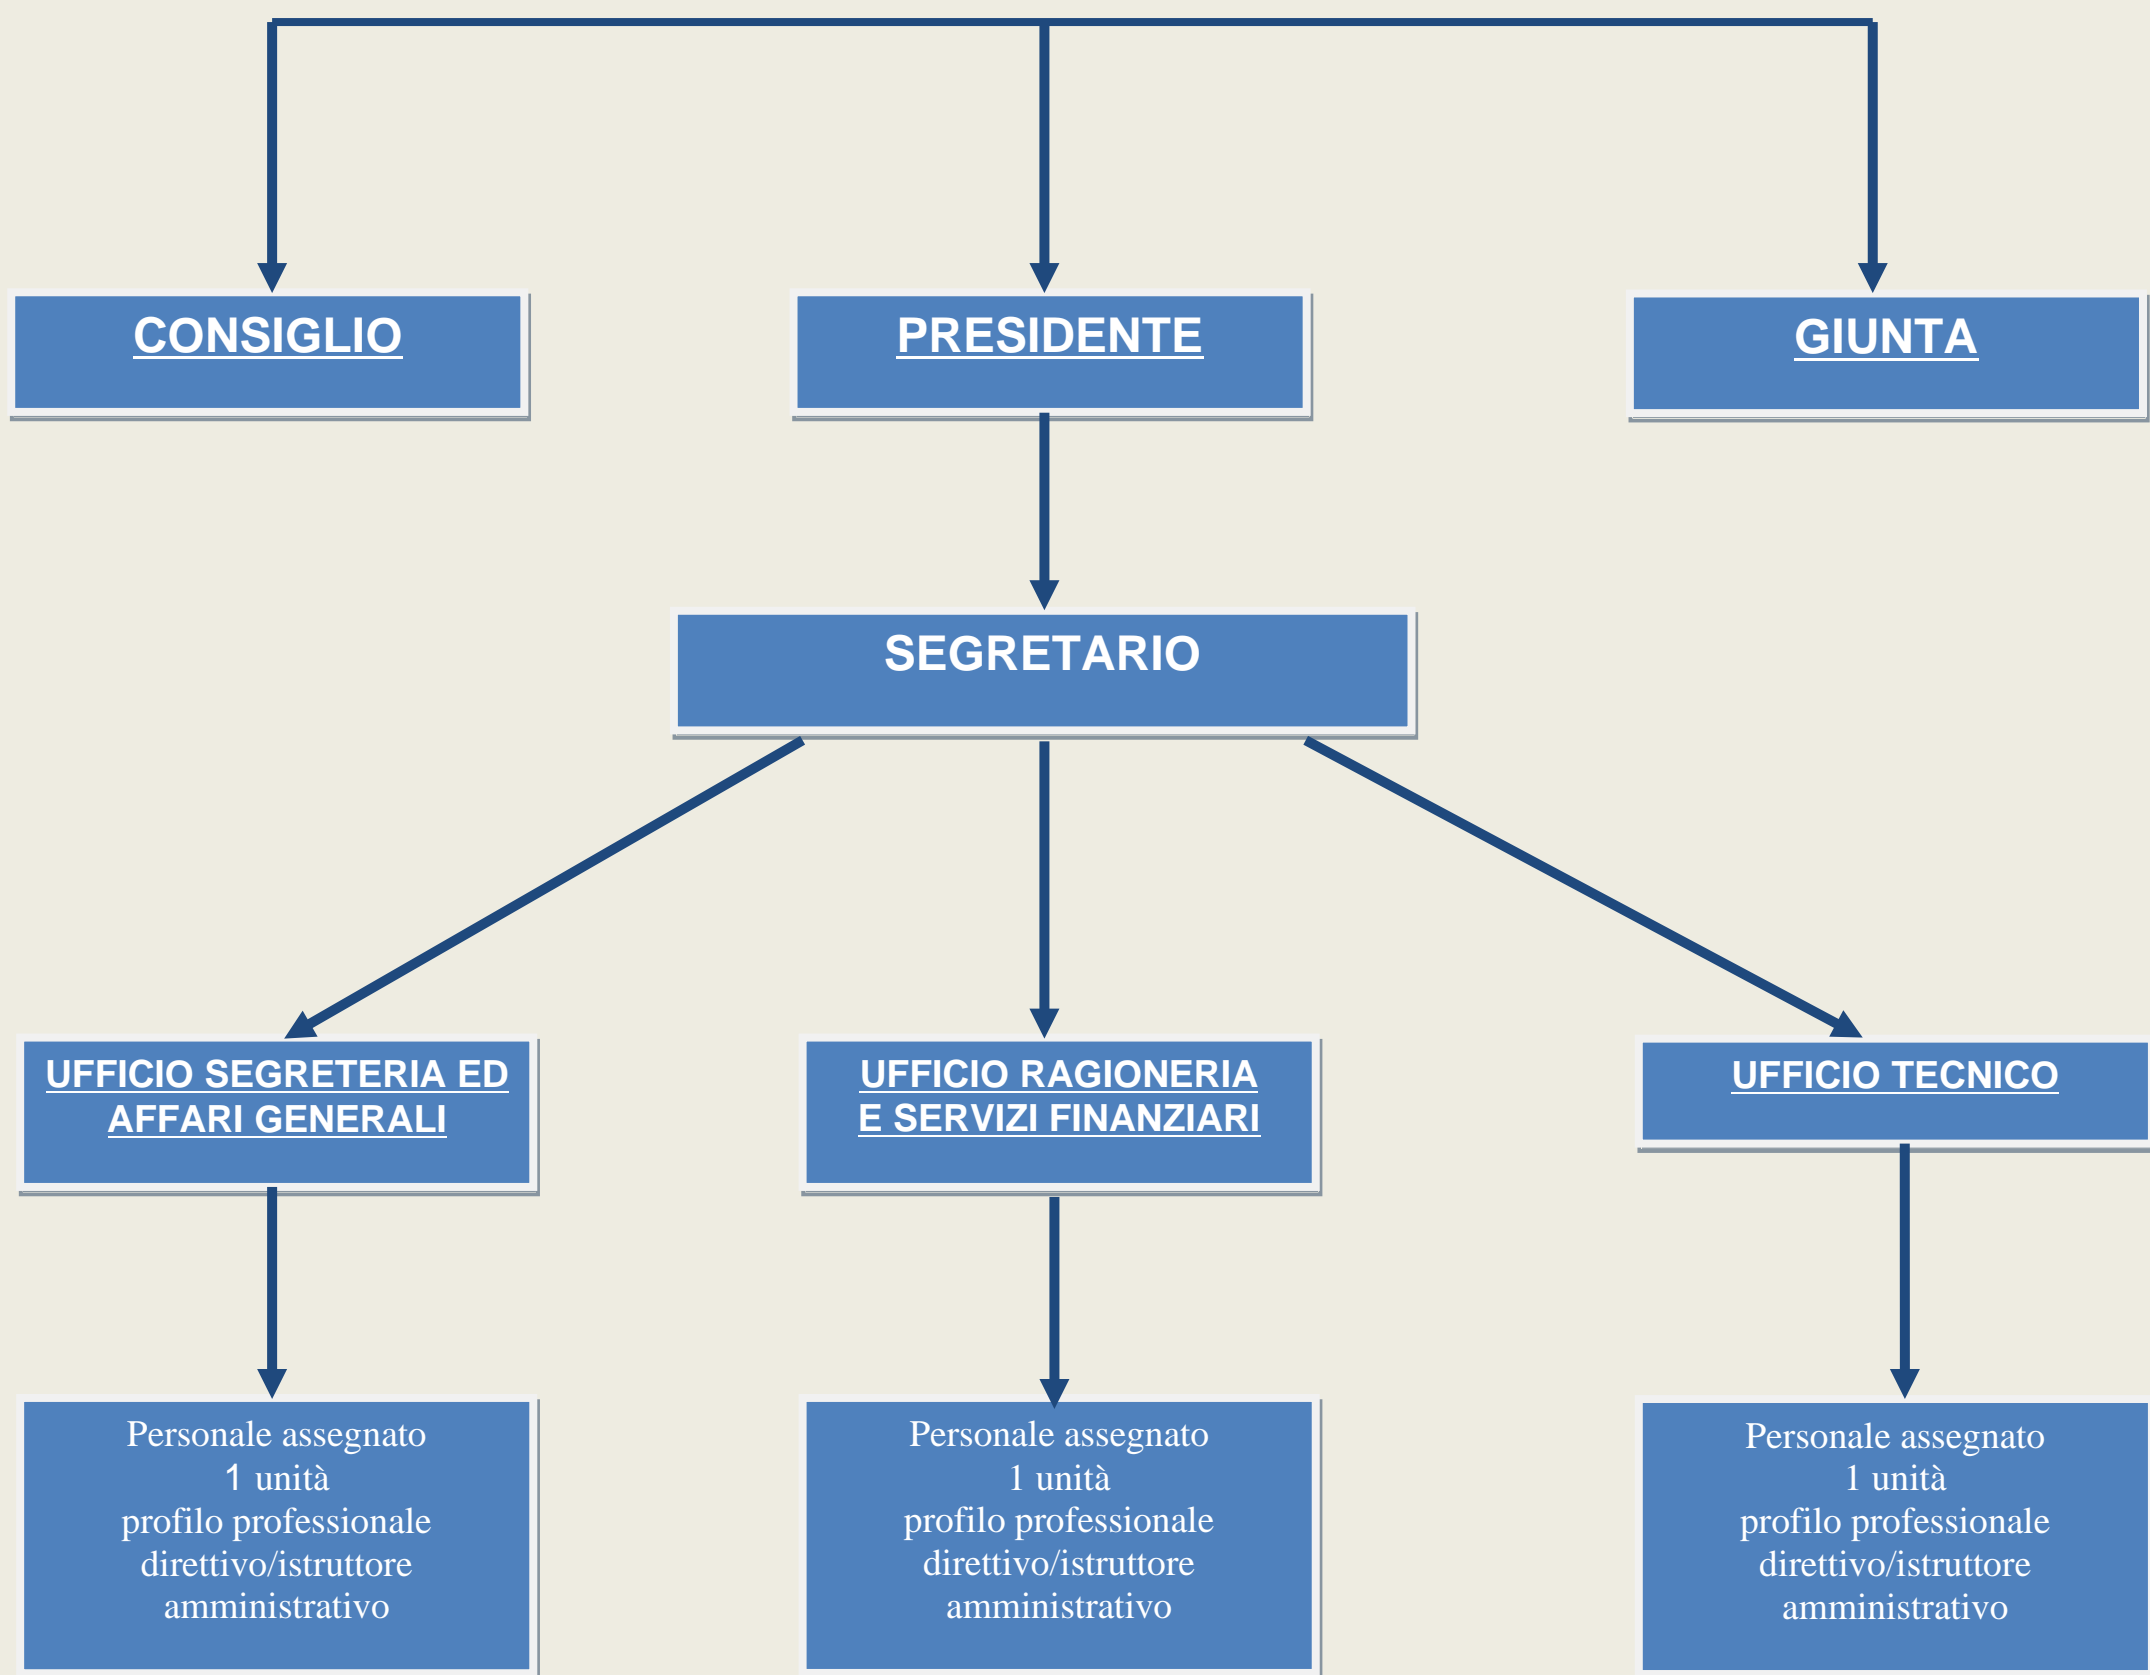 CONSIGLIO
PRESIDENTE
GIUNTA
SEGRETARIO
UFFICIO SEGRETERIA ED
AFFARI GENERALI
UFFICIO RAGIONERIA
E SERVIZI FINANZIARI
UFFICIO TECNICO
Personale assegnato
1 unità
profilo professionale
direttivo/istruttore
amministrativo
Personale assegnato
1 unità
profilo professionale
direttivo/istruttore
amministrativo
Personale assegnato
1 unità
profilo professionale
direttivo/istruttore
amministrativo